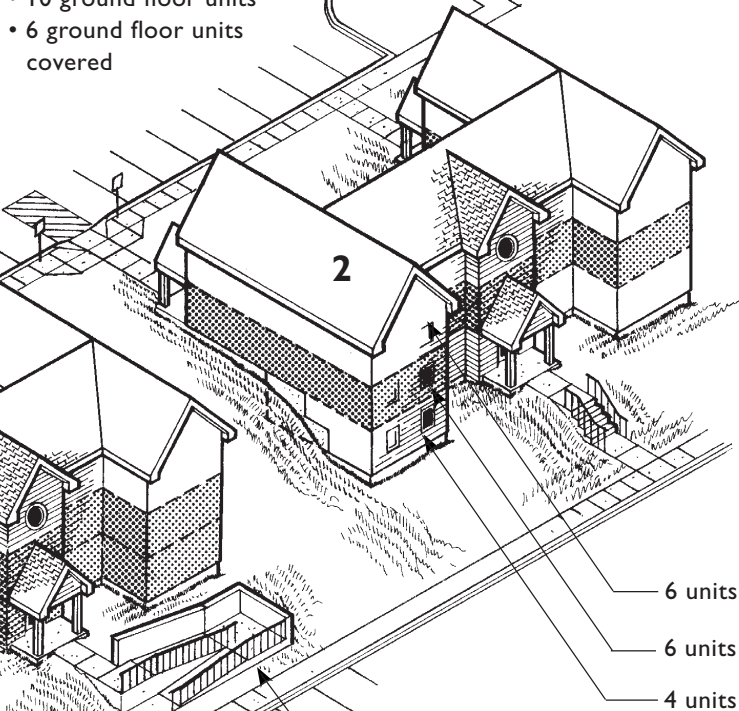 • 10 ground floor units
• 6 ground floor units
covered
2
6 units
6 units
4 units